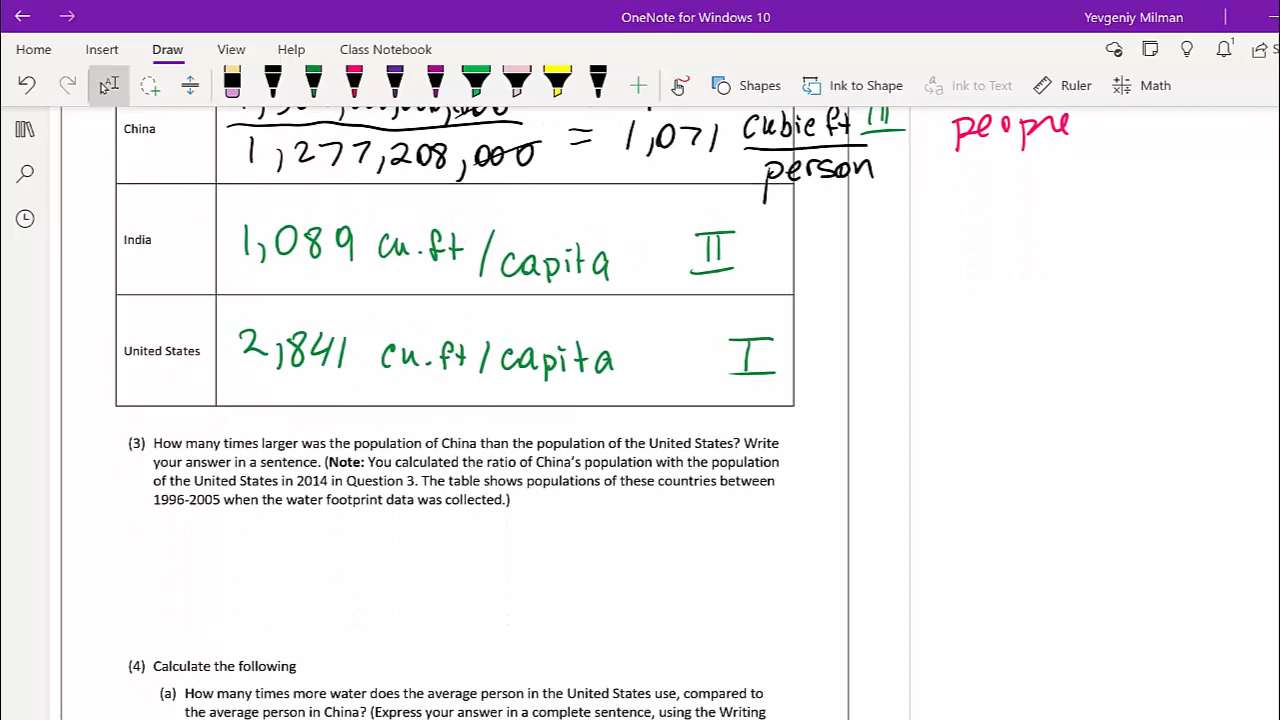 OneNote for Windows 10
Yevgeniy Milman
Home Insert Draw View Help Class Notebook
Shapes Ink to Shape Ink to Text Ruler Math
China
1,277,208,000 = 1,071 cubic ft / person III
people
India
1,089 cu.ft/capita II
United States
2,841 cu.ft/capita I
(3) How many times larger was the population of China than the population of the United States? Write
your answer in a sentence. (Note: You calculated the ratio of China's population with the population
of the United States in 2014 in Question 3. The table shows populations of these countries between
1996-2005 when the water footprint data was collected.)
(4) Calculate the following
(a) How many times more water does the average person in the United States use, compared to
the average person in China? (Express your answer in a complete sentence, using the Writing